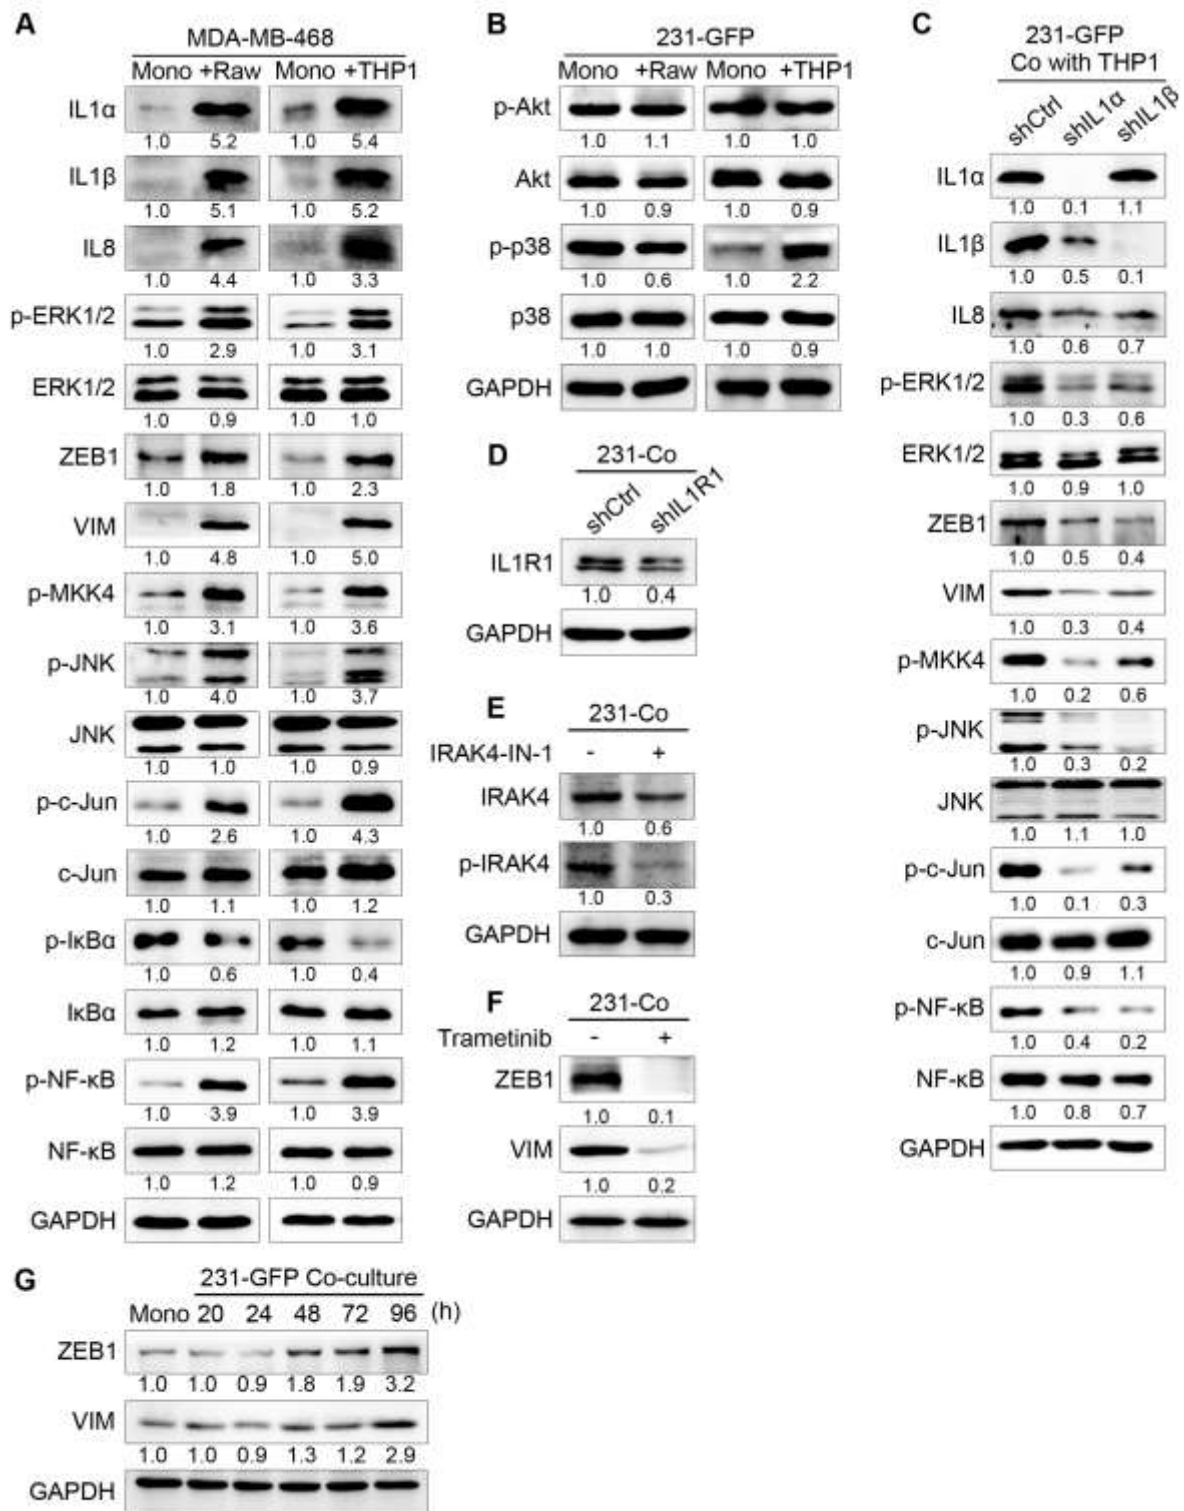 A
MDA-MB-468
Mono +Raw Mono +THP1
IL1α
1.0 5.2 1.0 5.4
IL1β
1.0 5.1 1.0 5.2
IL8
1.0 4.4 1.0 3.3
p-ERK1/2
1.0 2.9 1.0 3.1
ERK1/2
1.0 0.9 1.0 1.0
ZEB1
1.0 1.8 1.0 2.3
VIM
1.0 4.8 1.0 5.0
p-MKK4
1.0 3.1 1.0 3.6
p-JNK
1.0 4.0 1.0 3.7
JNK
1.0 1.0 1.0 0.9
p-c-Jun
1.0 2.6 1.0 4.3
c-Jun
1.0 1.1 1.0 1.2
p-IκBα
1.0 0.6 1.0 0.4
IκBα
1.0 1.2 1.0 1.1
p-NF-κB
1.0 3.9 1.0 3.9
NF-κB
1.0 1.2 1.0 0.9
GAPDH
B
231-GFP
Mono +Raw Mono +THP1
p-Akt
1.0 1.1 1.0 1.0
Akt
1.0 0.9 1.0 0.9
p-p38
1.0 0.6 1.0 2.2
p38
1.0 1.0 1.0 0.9
GAPDH
C
231-GFP
Co with THP1
shCtrl shIL1α shIL1β
IL1α
1.0 0.1 1.1
IL1β
1.0 0.5 0.1
IL8
1.0 0.6 0.7
p-ERK1/2
1.0 0.3 0.6
ERK1/2
1.0 0.9 1.0
ZEB1
1.0 0.5 0.4
VIM
1.0 0.3 0.4
p-MKK4
1.0 0.2 0.6
p-JNK
1.0 0.3 0.2
JNK
1.0 1.1 1.0
p-c-Jun
1.0 0.1 0.3
c-Jun
1.0 0.9 1.1
p-NF-κB
1.0 0.4 0.2
NF-κB
1.0 0.8 0.7
GAPDH
D
231-Co
shCtrl shIL1R1
IL1R1
1.0 0.4
GAPDH
E
231-Co
IRAK4-IN-1 - +
IRAK4
1.0 0.6
p-IRAK4
1.0 0.3
GAPDH
F
231-Co
Trametinib - +
ZEB1
1.0 0.1
VIM
1.0 0.2
GAPDH
G
231-GFP Co-culture
Mono 20 24 48 72 96 (h)
ZEB1
1.0 1.0 0.9 1.8 1.9 3.2
VIM
1.0 1.0 0.9 1.3 1.2 2.9
GAPDH